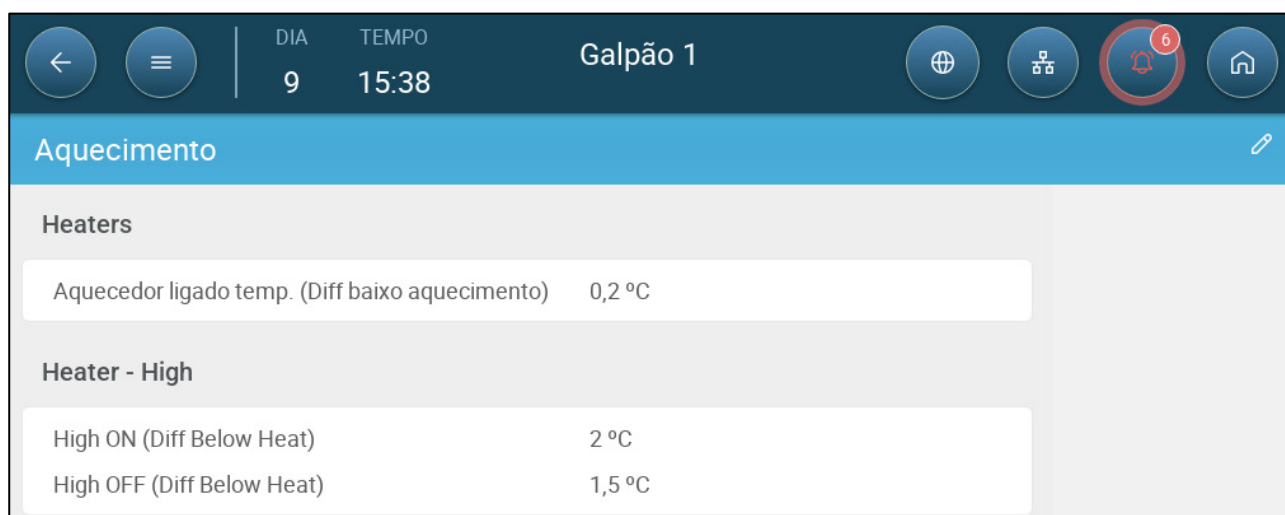 DIA TEMPO
9 15:38
Galpão 1
6
Aquecimento
Heaters
Aquecedor ligado temp. (Diff baixo aquecimento) 0,2 ºC
Heater - High
High ON (Diff Below Heat) 2 ºC
High OFF (Diff Below Heat) 1,5 ºC